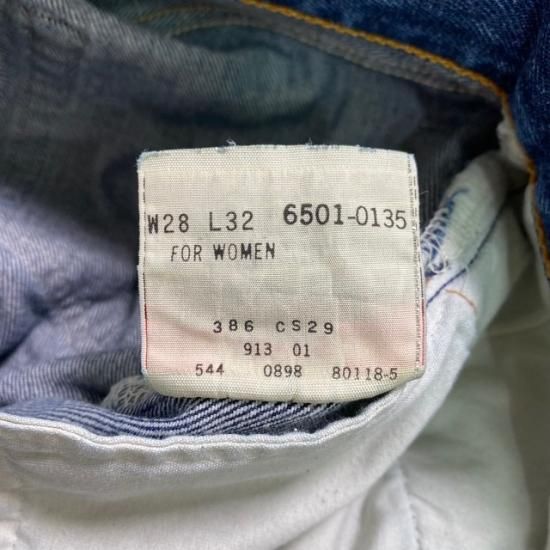 W28 L32 6501-0135
FOR WOMEN
386 CS29
913 01
544 0898 80118-5